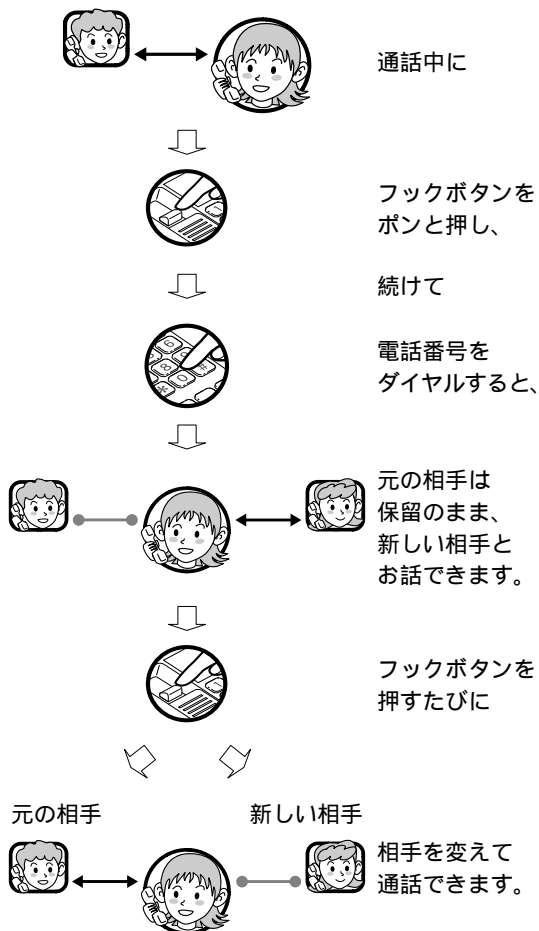 通話中に
フックボタンを
ポンと押し、
続けて
電話番号を
ダイヤルすると、
元の相手は
保留のまま、
新しい相手と
お話できます。
フックボタンを
押すたびに
元の相手
新しい相手
相手を変えて
通話できます。